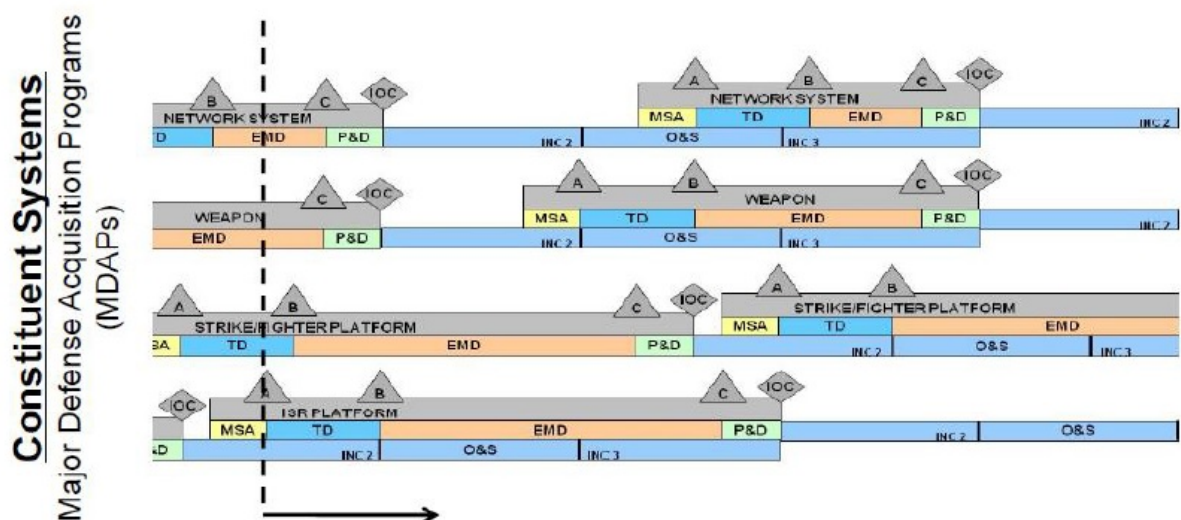 Constituent Systems
Major Defense Acquisition Programs
(MDAPs)
B C IOC A B C IOC
NETWORK SYSTEM NETWORK SYSTEM
MSA TD EMD P&D
D EMD P&D INC 2 O&S INC 3 INC 2
C IOC A B C IOC
WEAPON WEAPON
MSA TD EMD P&D
EMD P&D INC 2 O&S INC 3 INC 2
A B C IOC A B
STRIKE/FIGHTER PLATFORM STRIKE/FIGHTER PLATFORM
MSA TD EMD
SA TD EMD P&D INC 2 O&S INC 3
IOC A B C IOC
ISR PLATFORM
MSA TD EMD P&D INC 2 O&S
&D INC 2 O&S INC 3